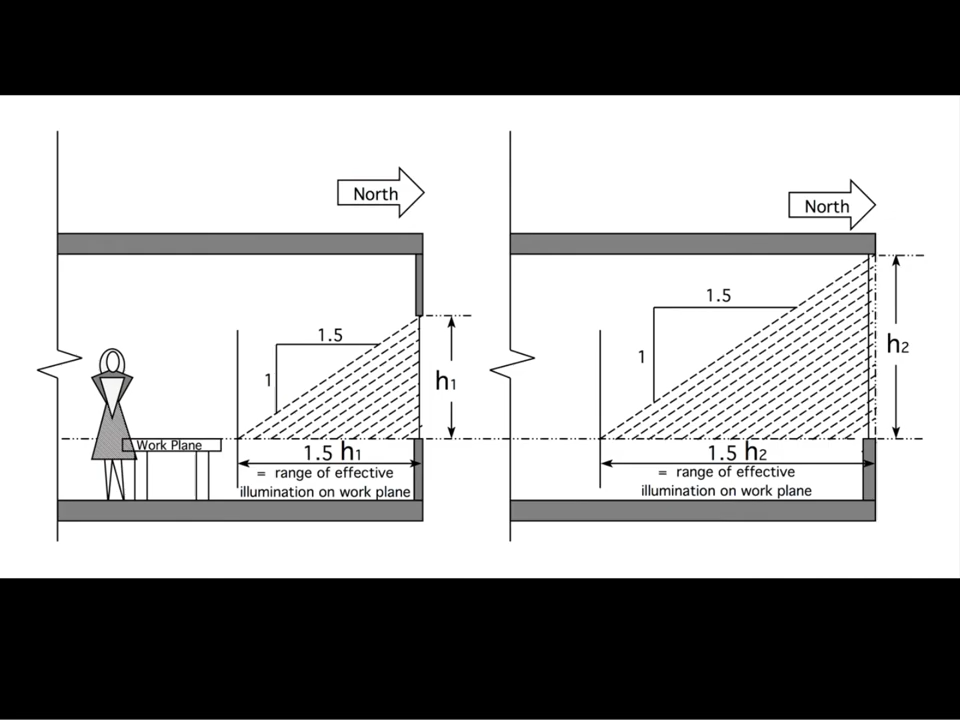 North
1.5
1
h1
Work Plane
1.5 h1
= range of effective
illumination on work plane
North
1.5
1
h2
1.5 h2
= range of effective
illumination on work plane